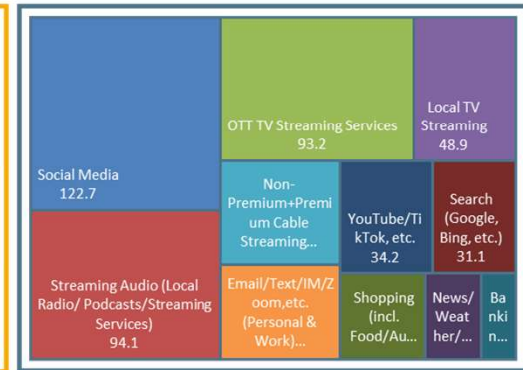 Social Media
122.7
Streaming Audio (Local
Radio/ Podcasts/Streaming
Services)
94.1
OTT TV Streaming Services
93.2
Local TV
Streaming
48.9
Non-
Premium+Premi
um Cable
Streaming...
YouTube/Ti
kTok, etc.
34.2
Search
(Google,
Bing, etc.)
31.1
Email/Text/IM/Z
oom,etc.
(Personal &
Work)...
Shopping
(incl.
Food/Au...
News/
Weat
her/...
Ba
nki
n...